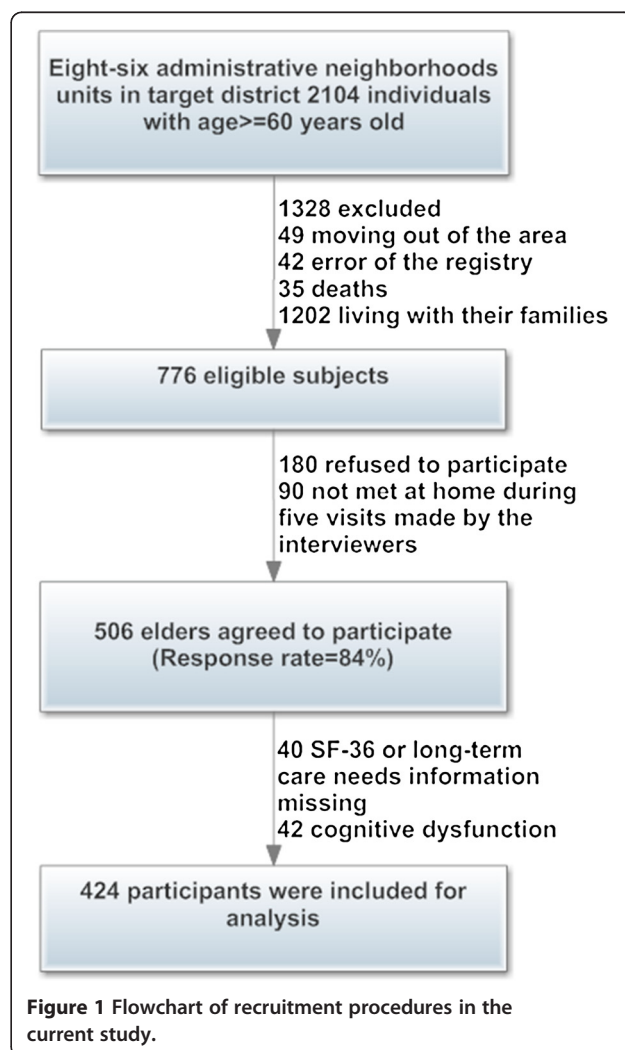 Eight-six administrative neighborhoods
units in target district 2104 individuals
with age>=60 years old
1328 excluded
49 moving out of the area
42 error of the registry
35 deaths
1202 living with their families
776 eligible subjects
180 refused to participate
90 not met at home during
five visits made by the
interviewers
506 elders agreed to participate
(Response rate=84%)
40 SF-36 or long-term
care needs information
missing
42 cognitive dysfunction
424 participants were included for
analysis
Figure 1 Flowchart of recruitment procedures in the
current study.